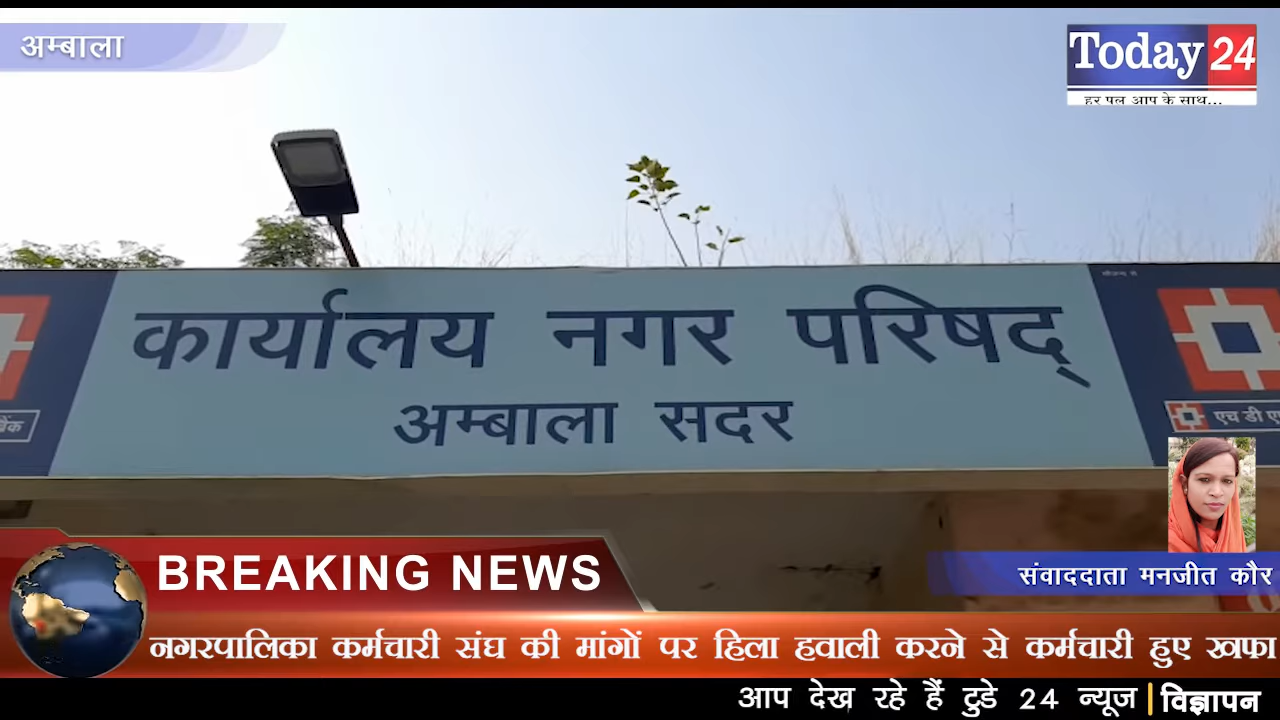 अम्बाला
Today 24
हर पल आप के साथ...
कार्यालय नगर परिषद्
अम्बाला सदर
बैंक
एच डी ए
BREAKING NEWS
संवाददाता मनजीत कौर
नगरपालिका कर्मचारी संघ की मांगों पर हिला हवाली करने से कर्मचारी हुए खफा
आप देख रहे हैं टुडे 24 न्यूज
विज्ञापन